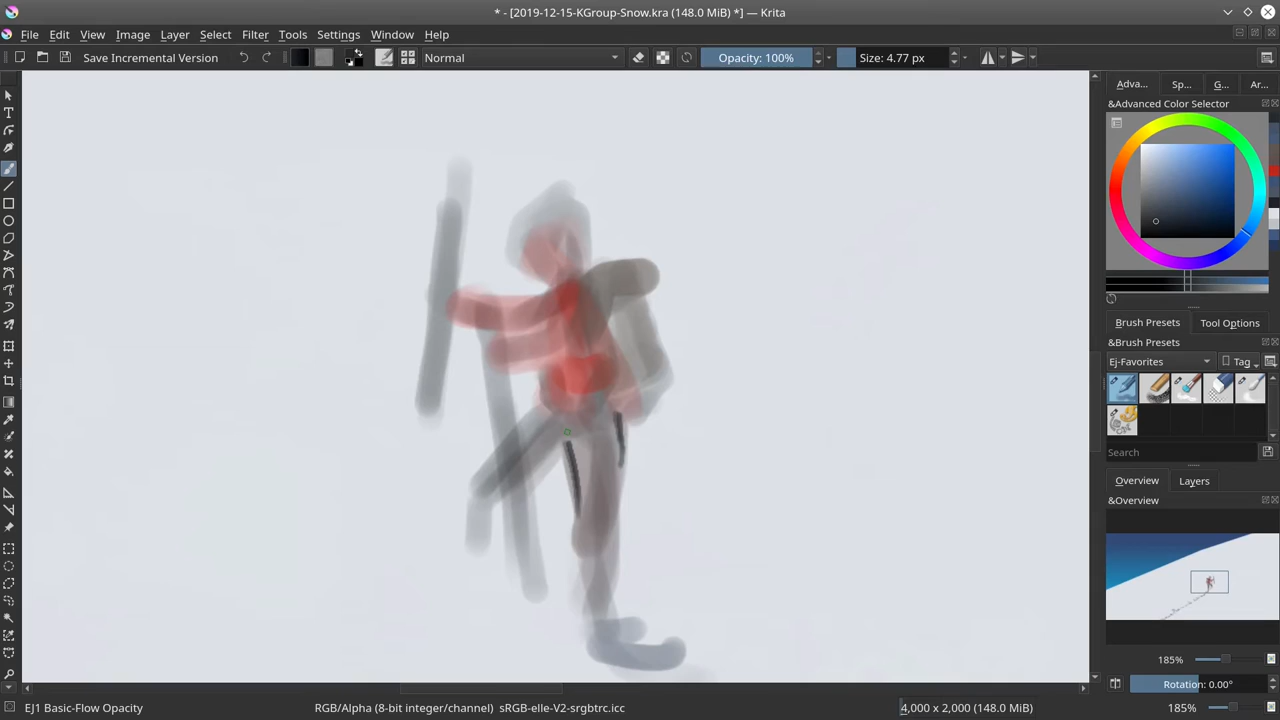 * - [2019-12-15-KGroup-Snow.kra (148.0 MiB) *] — Krita
File Edit View Image Layer Select Filter Tools Settings Window Help
Save Incremental Version Normal Opacity: 100% Size: 4.77 px
Adva... Sp... G... Ar...
&Advanced Color Selector
Brush Presets Tool Options
&Brush Presets
Ej-Favorites Tag
Search
Overview Layers
&Overview
185%
Rotation: 0.00°
EJ1 Basic-Flow Opacity RGB/Alpha (8-bit integer/channel) sRGB-elle-V2-srgbtrc.icc 4,000 x 2,000 (148.0 MiB) 185%